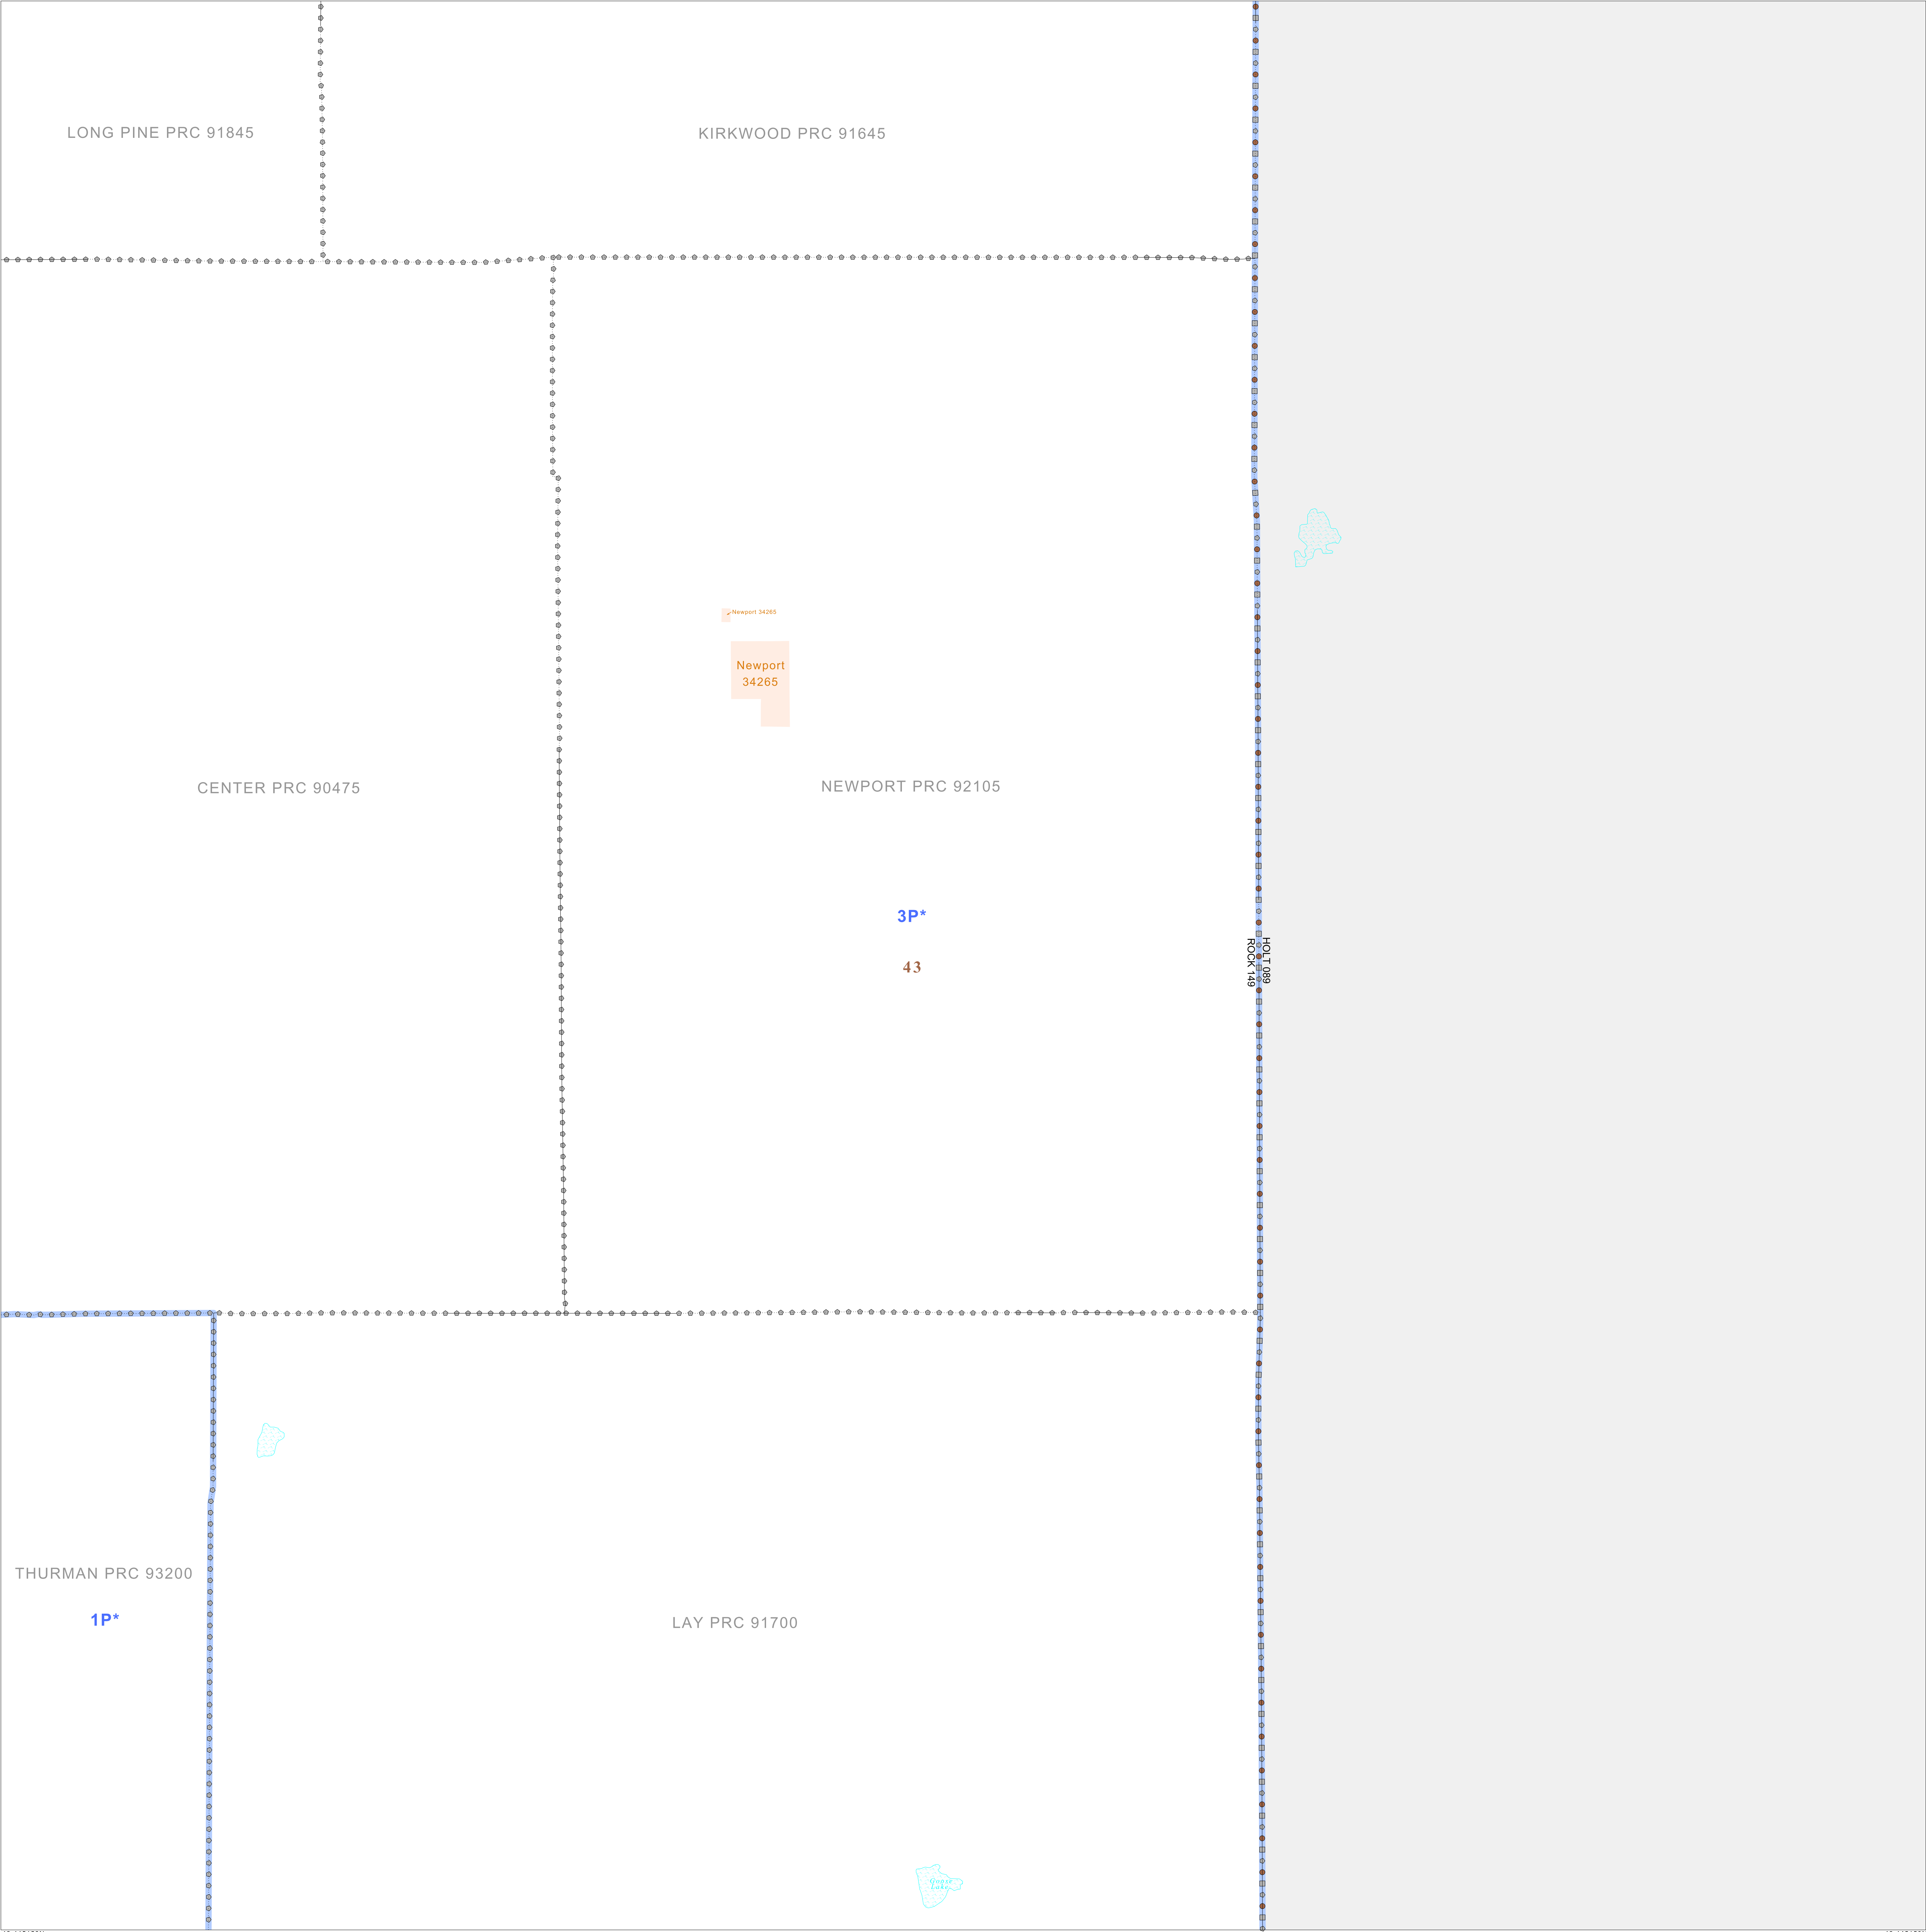 LONG PINE PRC 91845
KIRKWOOD PRC 91645
Newport 34265
Newport
34265
CENTER PRC 90475
NEWPORT PRC 92105
3P*
43
HOLT 089
ROCK 149
THURMAN PRC 93200
1P*
LAY PRC 91700
Lake